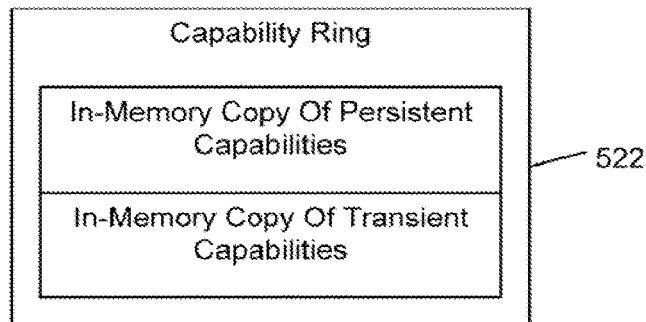 Capability Ring
In-Memory Copy Of Persistent
Capabilities
522
In-Memory Copy Of Transient
Capabilities